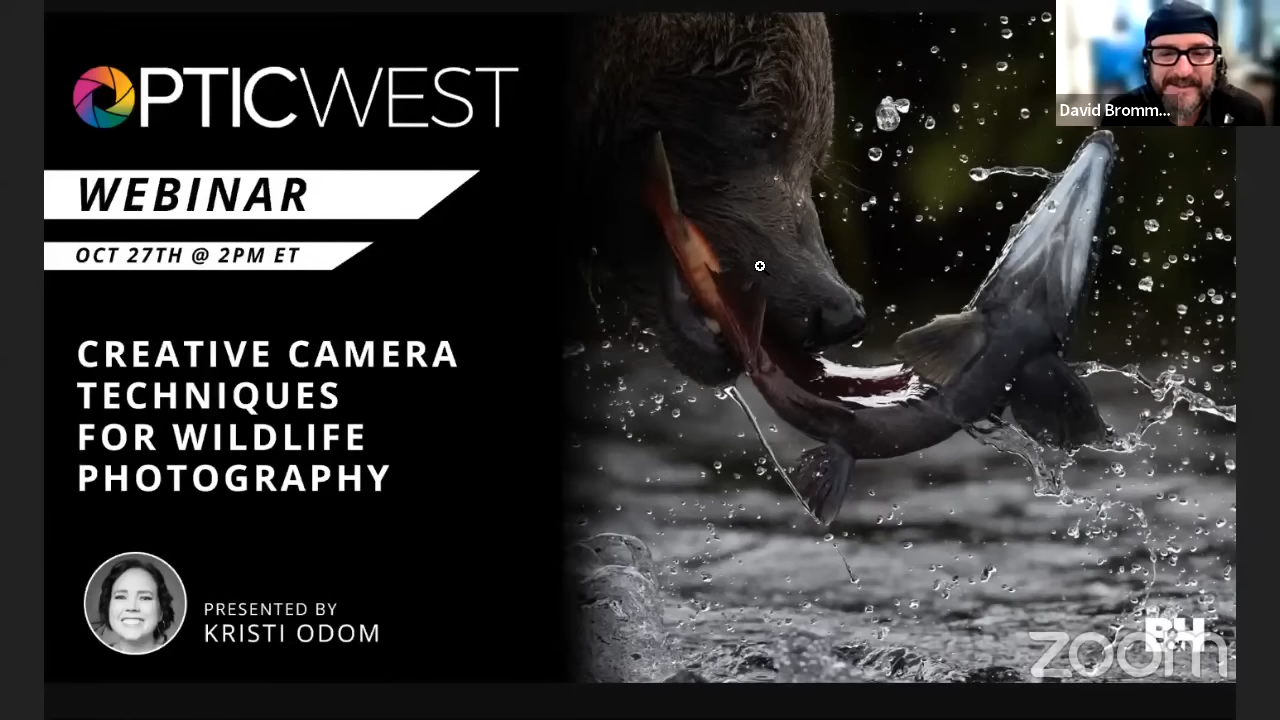 OPTICWEST
WEBINAR
OCT 27TH @ 2PM ET
CREATIVE CAMERA
TECHNIQUES
FOR WILDLIFE
PHOTOGRAPHY
PRESENTED BY
KRISTI ODOM
David Bromm...
B&H
zoom